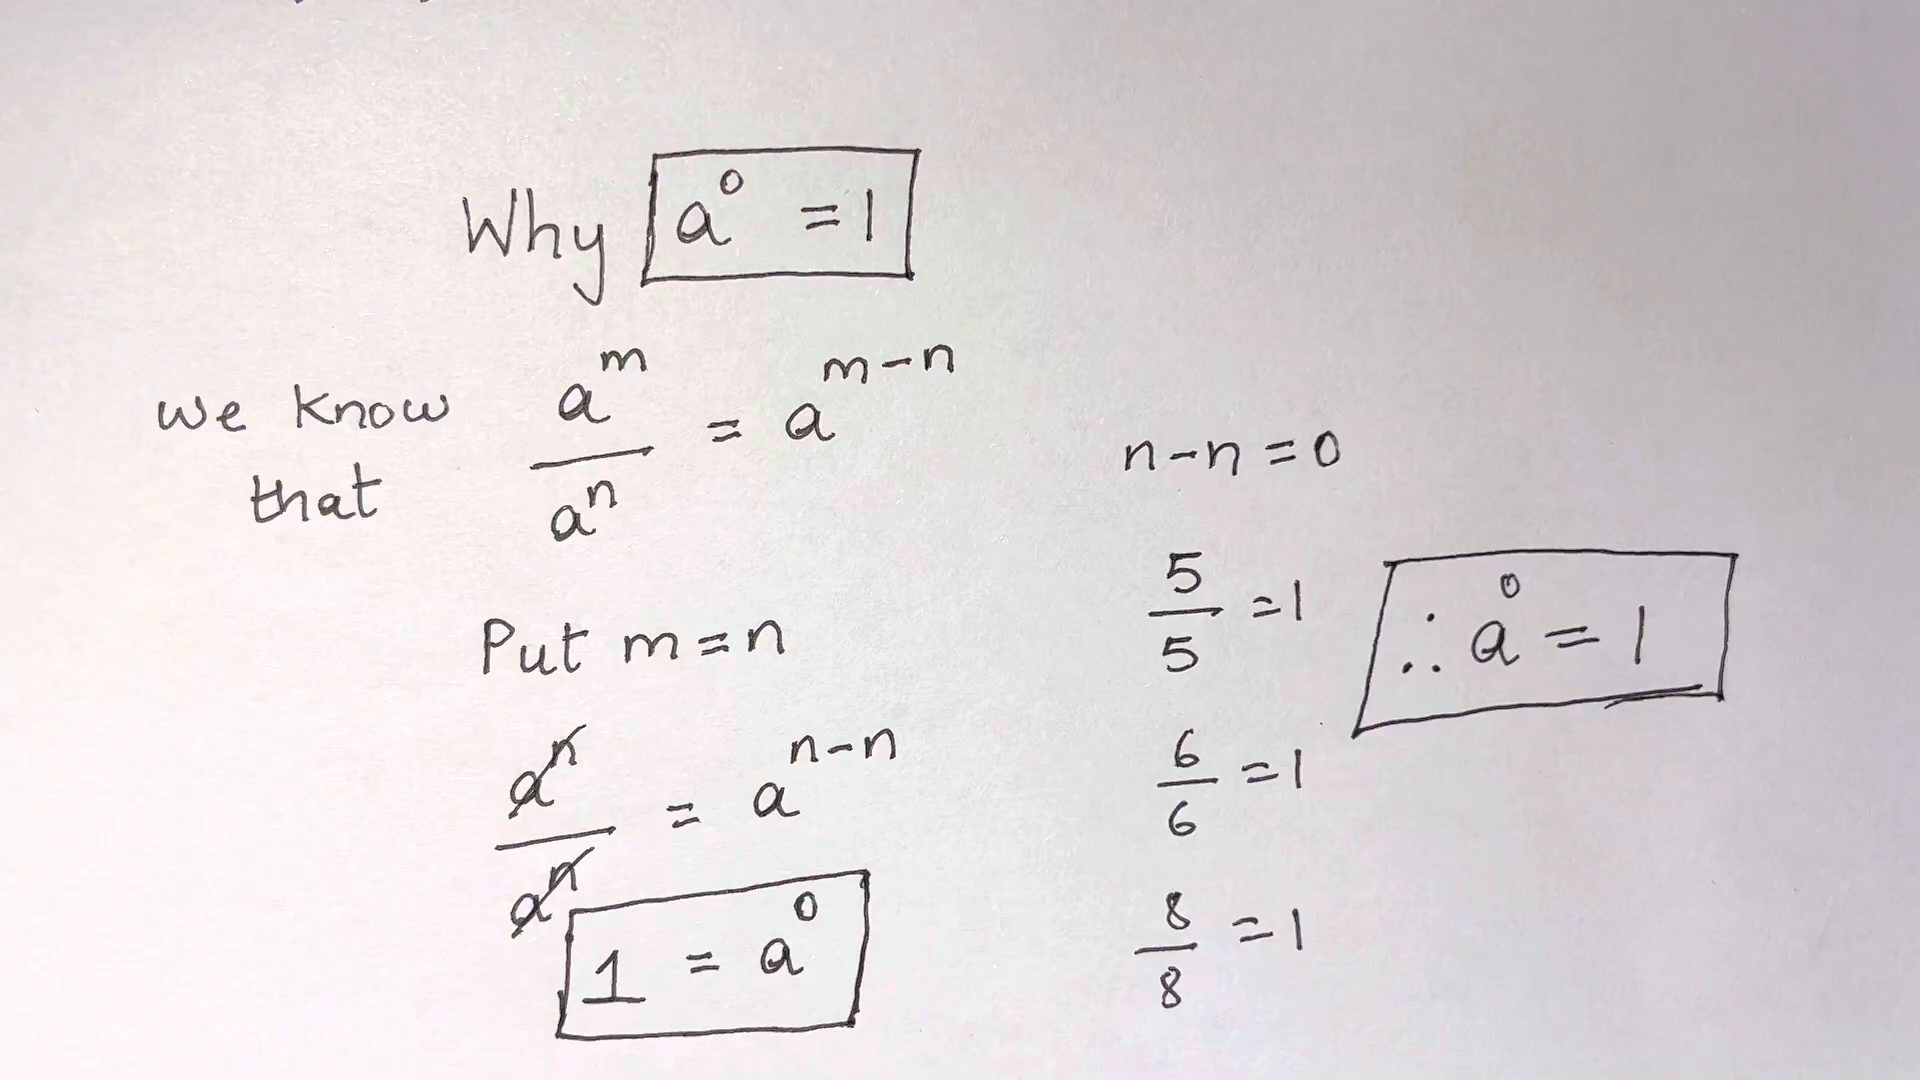 Why a⁰ = 1
we know that aᵐ/aⁿ = aᵐ⁻ⁿ
Put m = n
aⁿ/aⁿ = aⁿ⁻ⁿ
1 = a⁰
n-n = 0
5/5 = 1
6/6 = 1
8/8 = 1
∴ a⁰ = 1